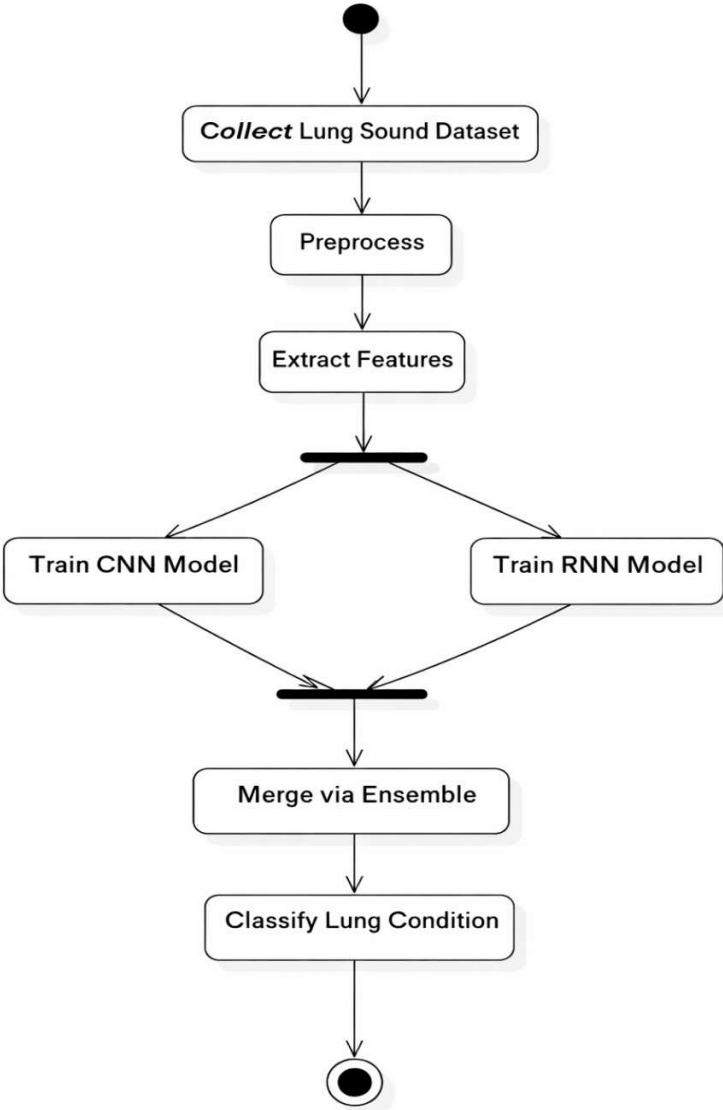 Collect Lung Sound Dataset
Preprocess
Extract Features
Train CNN Model
Train RNN Model
Merge via Ensemble
Classify Lung Condition